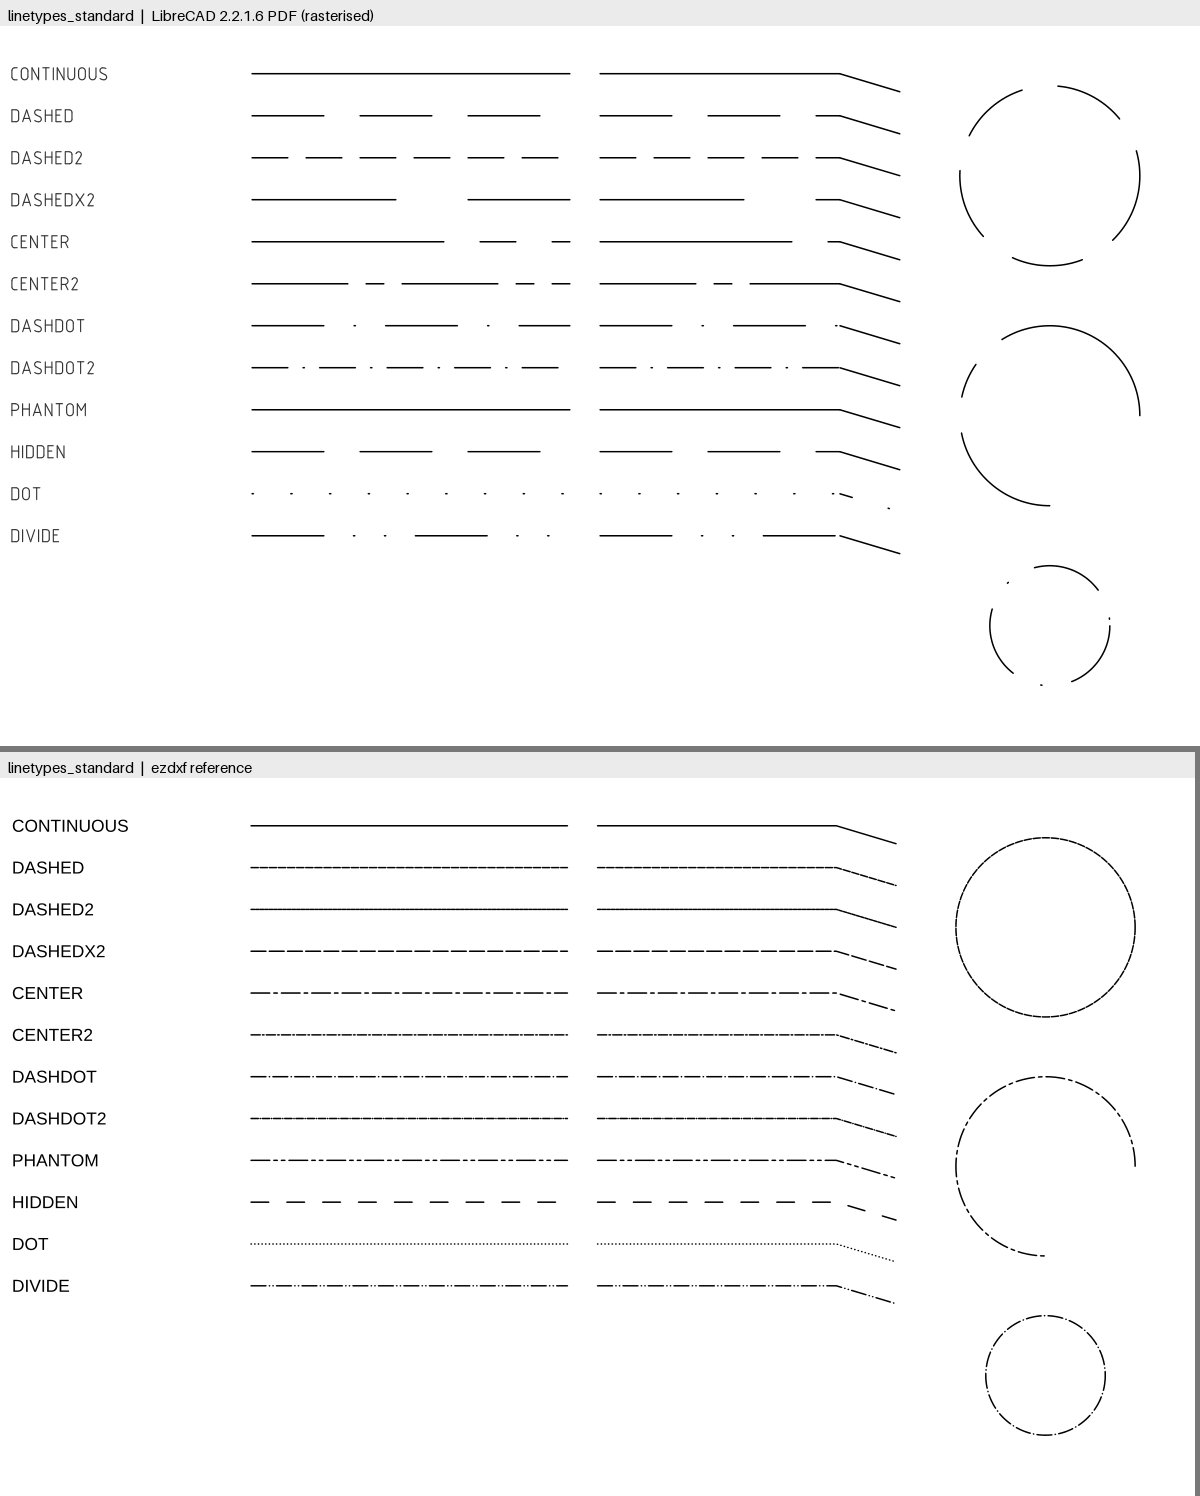 linetypes_standard | LibreCAD 2.2.1.6 PDF (rasterised)
CONTINUOUS
DASHED
DASHED2
DASHEDX2
CENTER
CENTER2
DASHDOT
DASHDOT2
PHANTOM
HIDDEN
DOT
DIVIDE
linetypes_standard | ezdxf reference
CONTINUOUS
DASHED
DASHED2
DASHEDX2
CENTER
CENTER2
DASHDOT
DASHDOT2
PHANTOM
HIDDEN
DOT
DIVIDE